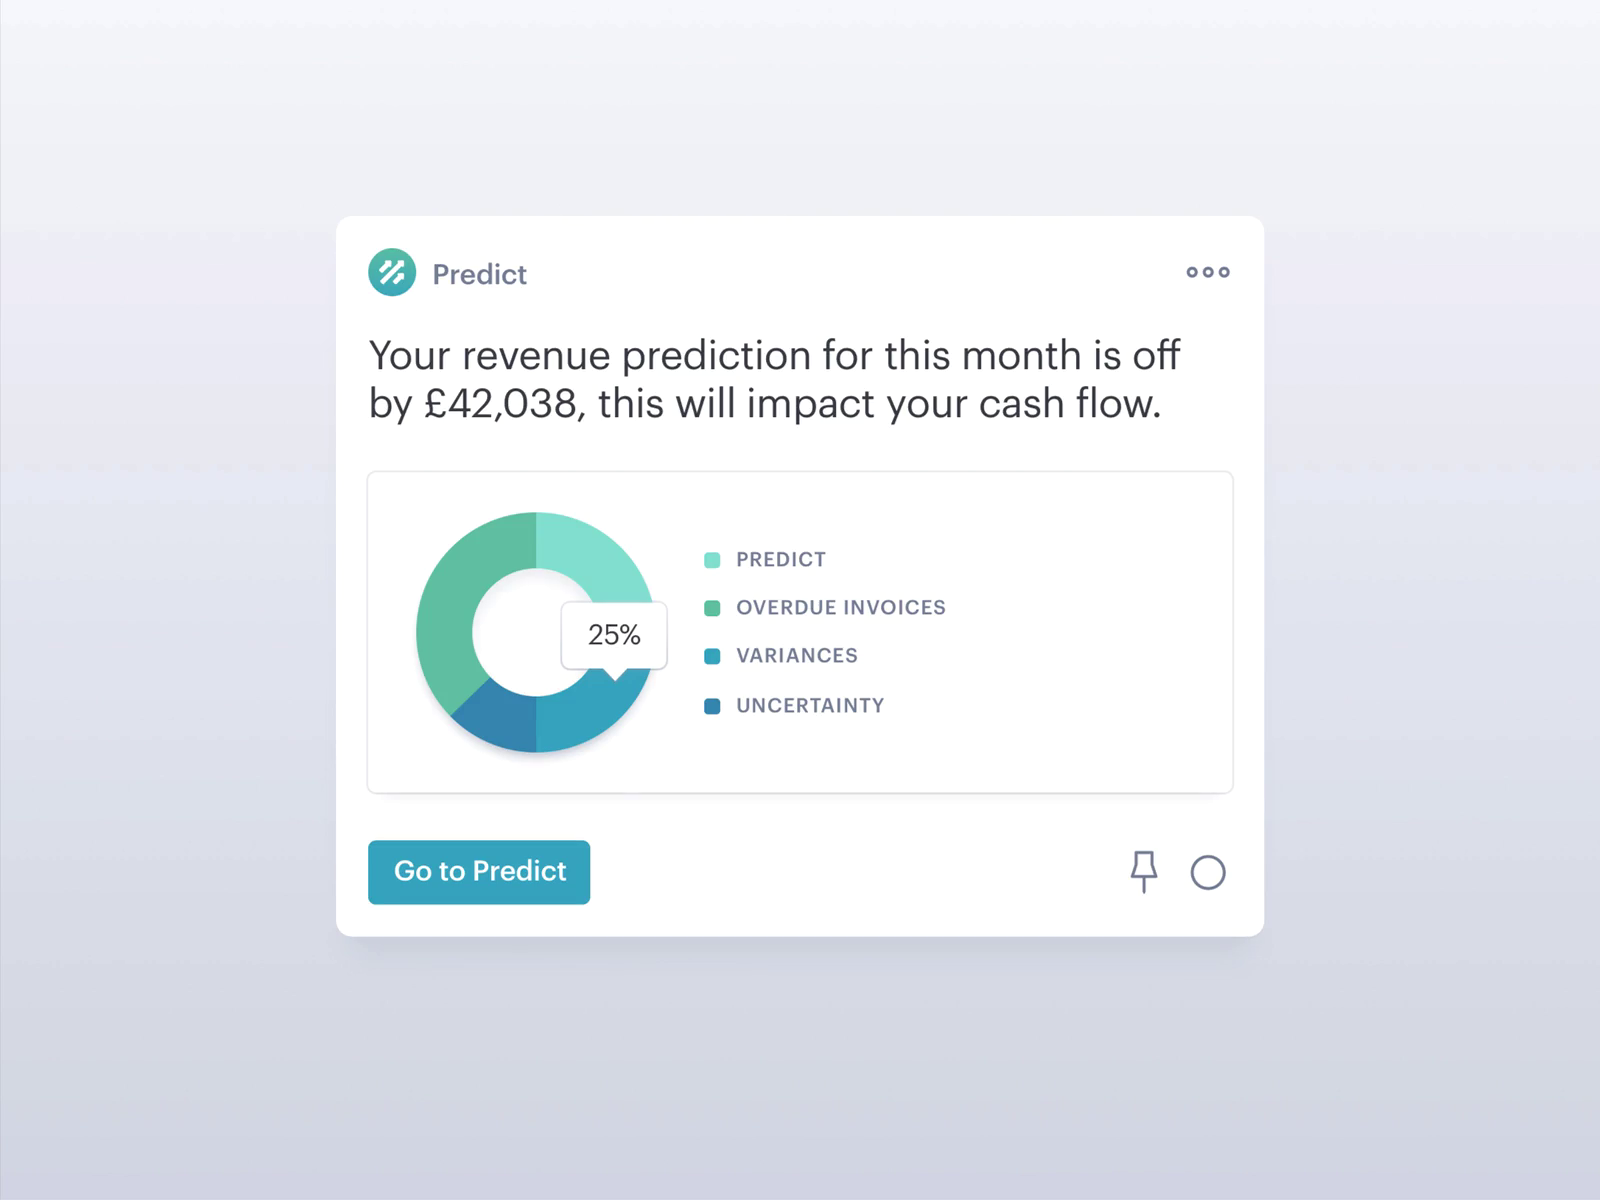 Predict
Your revenue prediction for this month is off
by £42,038, this will impact your cash flow.
25%
PREDICT
OVERDUE INVOICES
VARIANCES
UNCERTAINTY
Go to Predict